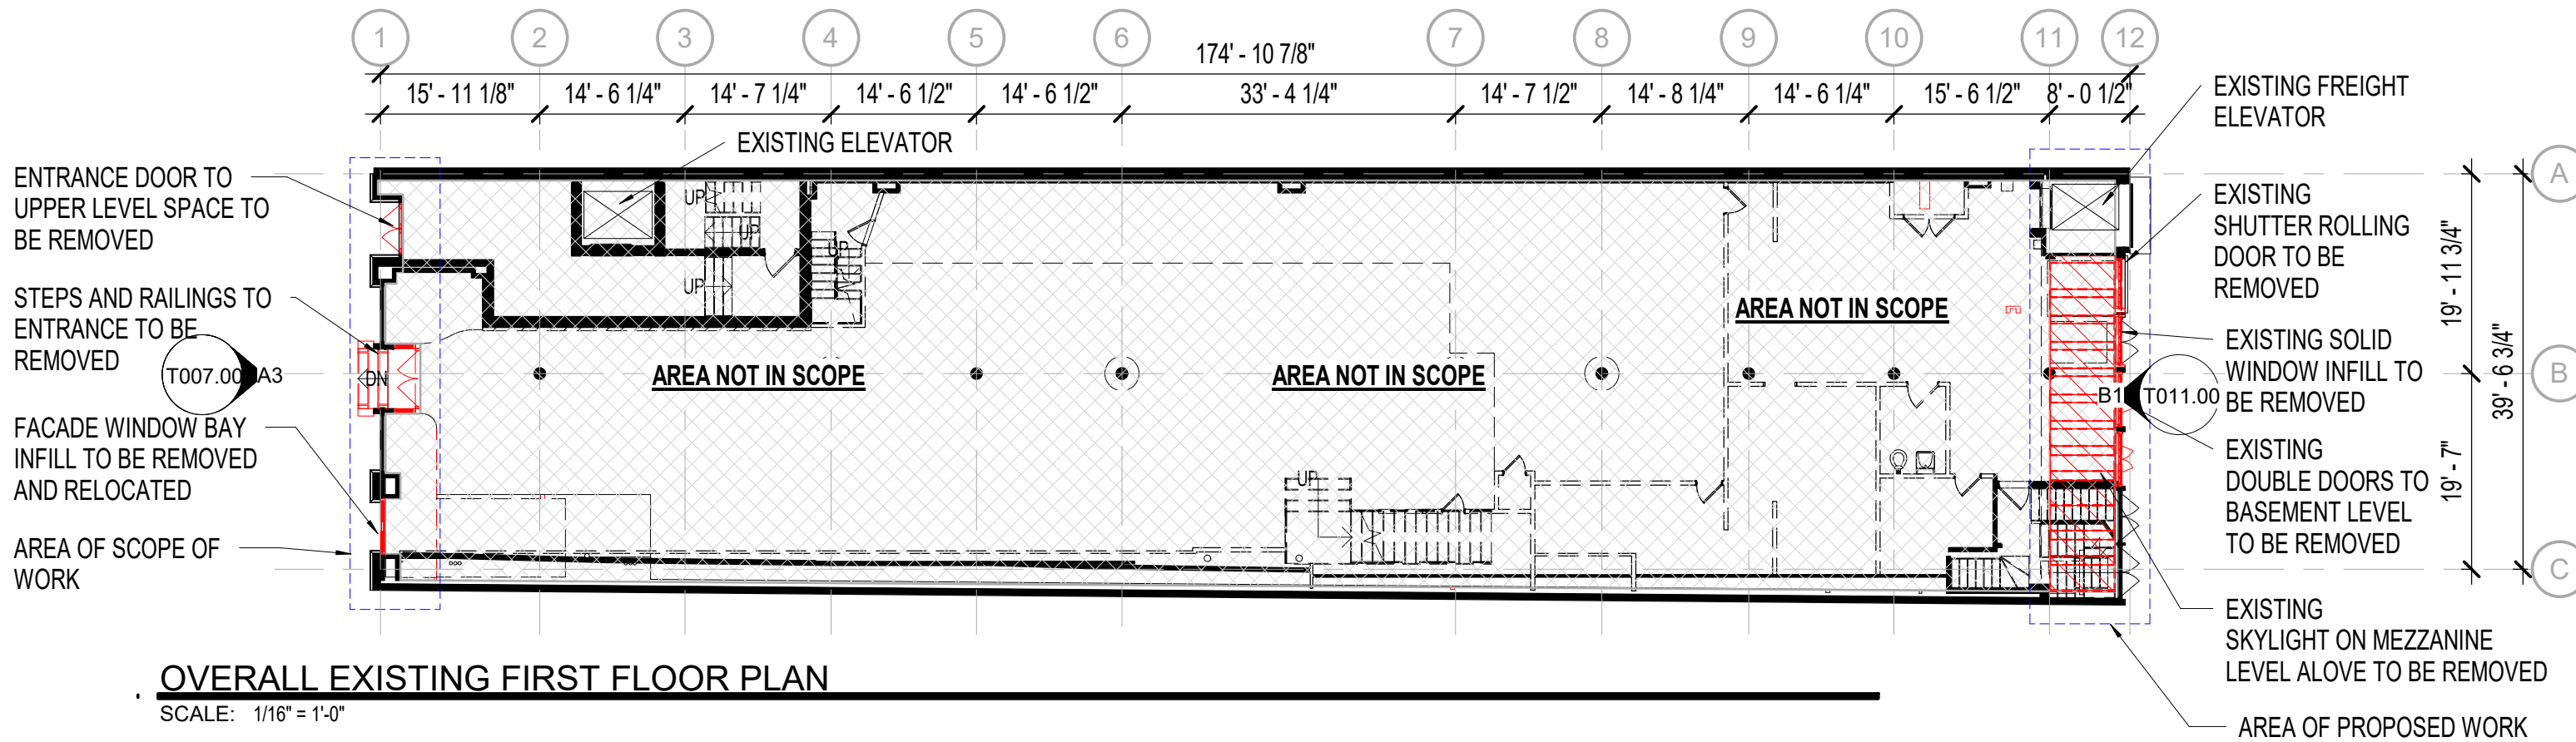 1 2 3 4 5 6 7 8 9 10 11 12
174' - 10 7/8"
15' - 11 1/8" 14' - 6 1/4" 14' - 7 1/4" 14' - 6 1/2" 14' - 6 1/2" 33' - 4 1/4" 14' - 7 1/2" 14' - 8 1/4" 14' - 6 1/4" 15' - 6 1/2" 8' - 0 1/2"
EXISTING ELEVATOR
ENTRANCE DOOR TO
UPPER LEVEL SPACE TO
BE REMOVED
STEPS AND RAILINGS TO
ENTRANCE TO BE
REMOVED
T007.00 A3
FACADE WINDOW BAY
INFILL TO BE REMOVED
AND RELOCATED
AREA OF SCOPE OF
WORK
DN
UP
UP
UP
UP
UP
AREA NOT IN SCOPE
AREA NOT IN SCOPE
AREA NOT IN SCOPE
EXISTING FREIGHT
ELEVATOR
EXISTING
SHUTTER ROLLING
DOOR TO BE
REMOVED
EXISTING SOLID
WINDOW INFILL TO
BE REMOVED
B1 T011.00
EXISTING
DOUBLE DOORS TO
BASEMENT LEVEL
TO BE REMOVED
EXISTING
SKYLIGHT ON MEZZANINE
LEVEL ALOVE TO BE REMOVED
AREA OF PROPOSED WORK
19' - 11 3/4"
19' - 7"
39' - 6 3/4"
A
B
C
OVERALL EXISTING FIRST FLOOR PLAN
SCALE: 1/16" = 1'-0"